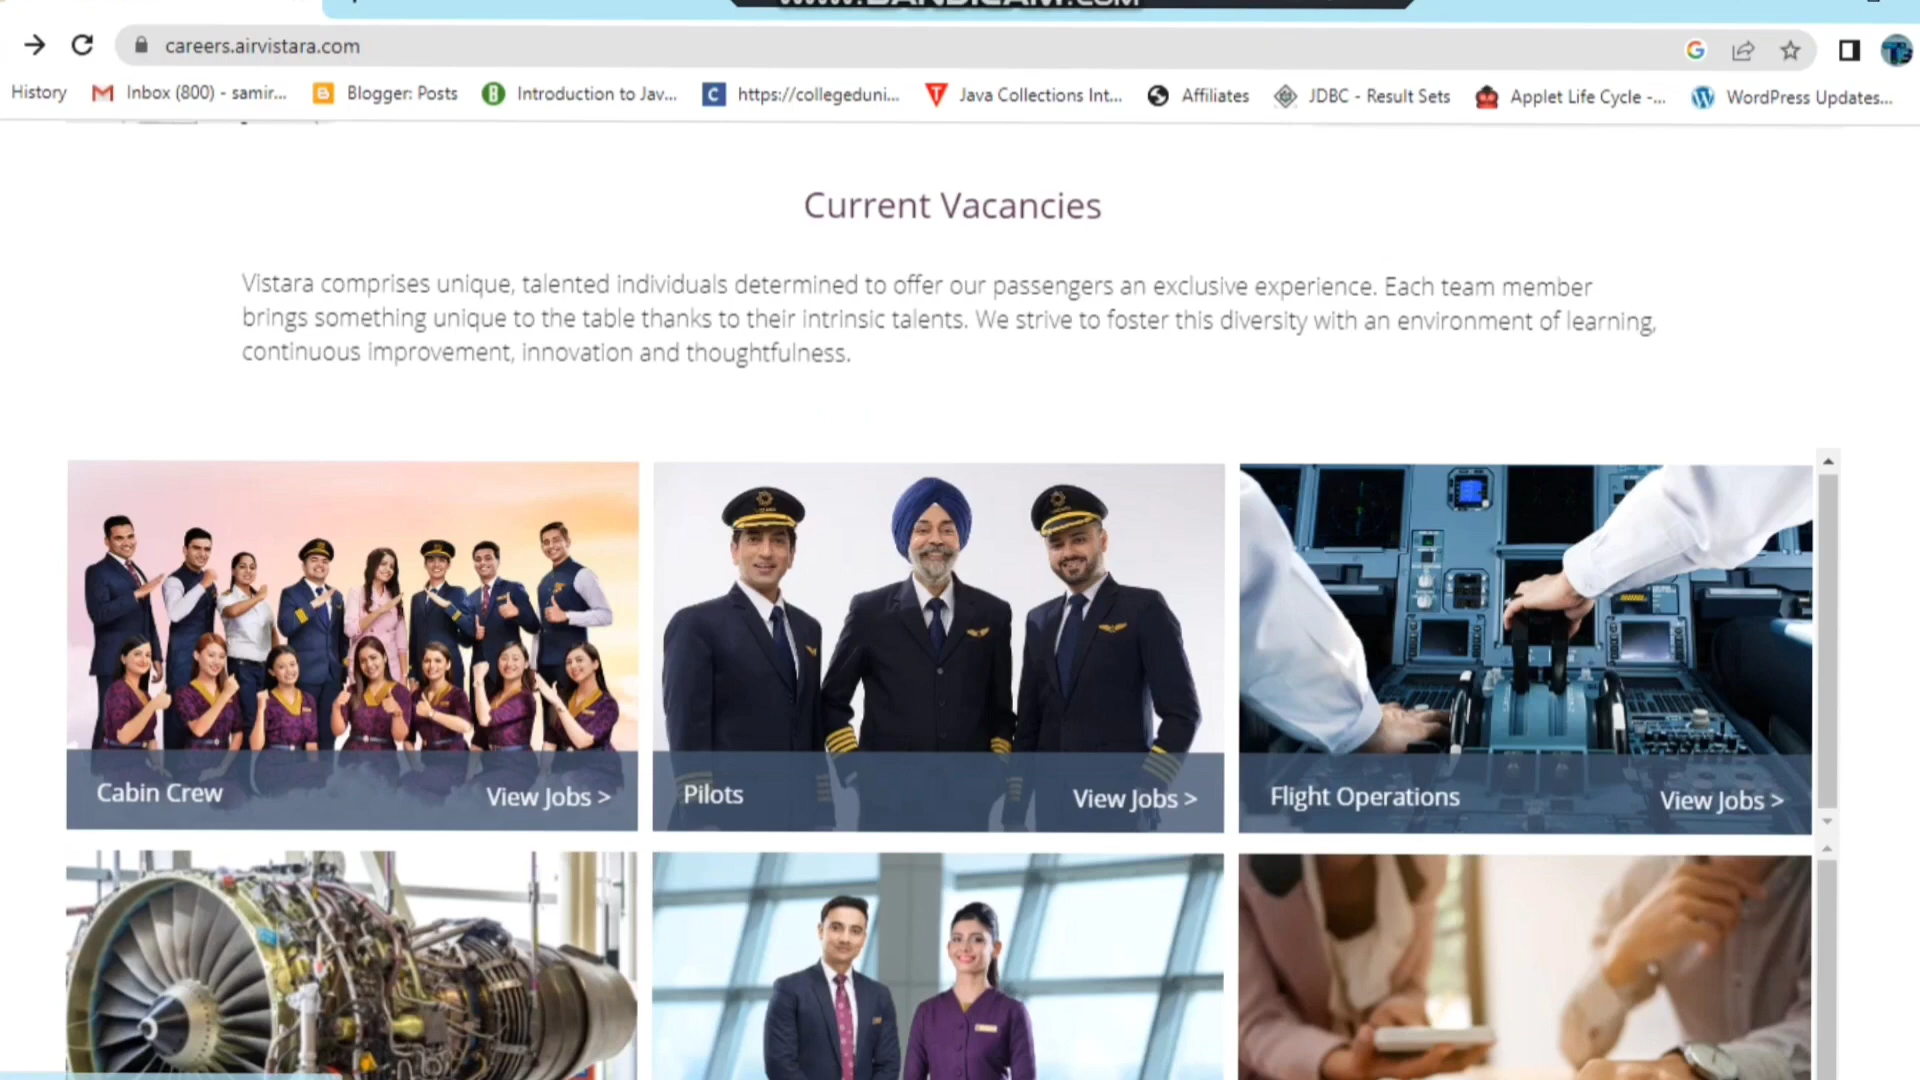 WWW.BANDICAM.COM
careers.airvistara.com
History
Inbox (800) - samir...
Blogger: Posts
Introduction to Jav...
https://collegeduni...
Java Collections Int...
Affiliates
JDBC - Result Sets
Applet Life Cycle -...
WordPress Updates...
Current Vacancies
Vistara comprises unique, talented individuals determined to offer our passengers an exclusive experience. Each team member
brings something unique to the table thanks to their intrinsic talents. We strive to foster this diversity with an environment of learning,
continuous improvement, innovation and thoughtfulness.
Cabin Crew
View Jobs >
Pilots
View Jobs >
Flight Operations
View Jobs >